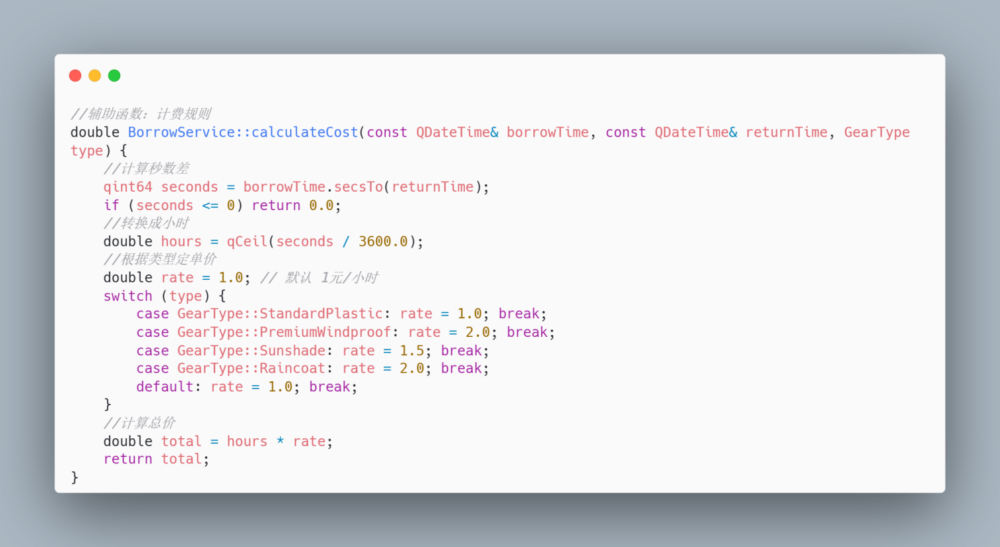 //辅助函数：计费规则
double BorrowService::calculateCost(const QDateTime& borrowTime, const QDateTime& returnTime, GearType
type) {
    //计算秒数差
    qint64 seconds = borrowTime.secsTo(returnTime);
    if (seconds <= 0) return 0.0;
    //转换成小时
    double hours = qCeil(seconds / 3600.0);
    //根据类型定单价
    double rate = 1.0; // 默认 1元/小时
    switch (type) {
        case GearType::StandardPlastic: rate = 1.0; break;
        case GearType::PremiumWindproof: rate = 2.0; break;
        case GearType::Sunshade: rate = 1.5; break;
        case GearType::Raincoat: rate = 2.0; break;
        default: rate = 1.0; break;
    }
    //计算总价
    double total = hours * rate;
    return total;
}